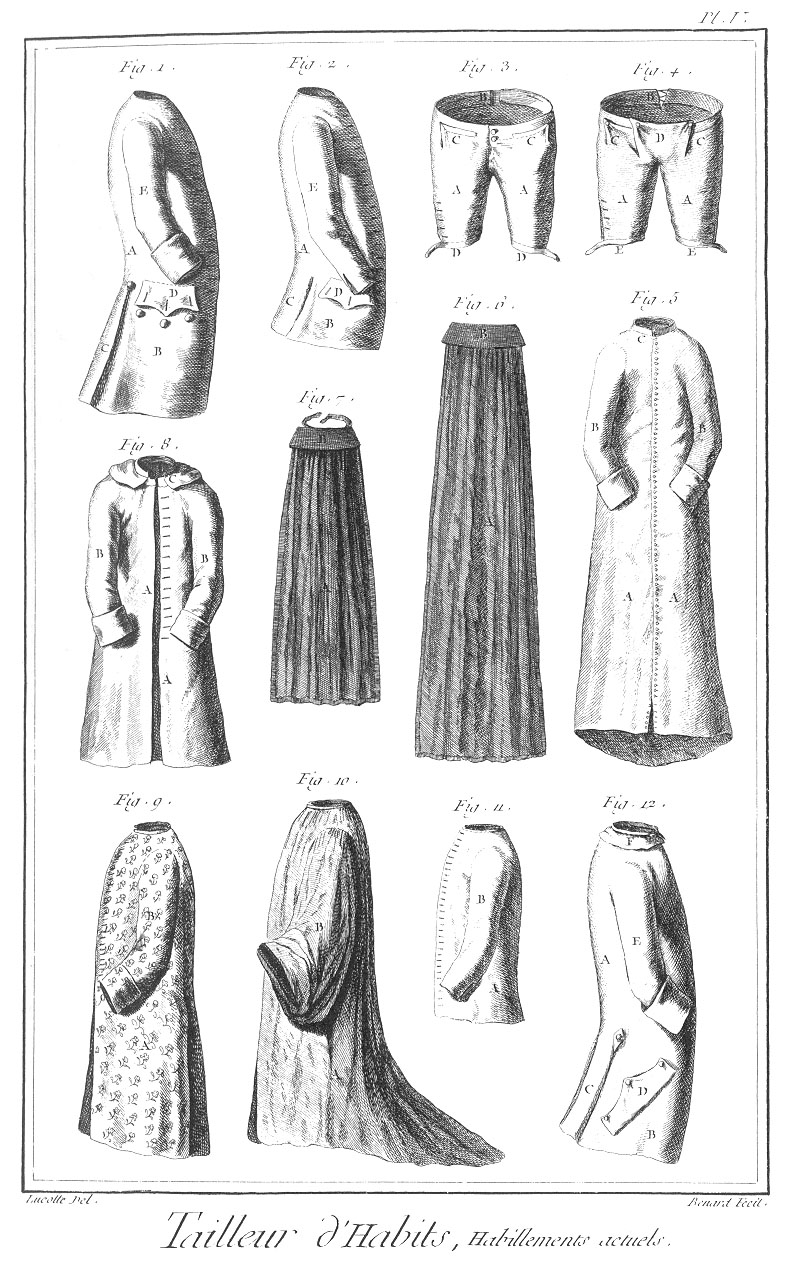 Pl. V.
Fig. 1. Fig. 2. Fig. 3. Fig. 4.
B B
C C C D C
E E A A A A
A A D D E E
D D
C B C B
Fig. 6. Fig. 5.
B C
Fig. 7.
B B B
Fig. 8.
C
B B A
A A A A
A
Fig. 9. Fig. 10. Fig. 11. Fig. 12.
F
B B B E
A A
A
C D
B
Lucotte Del. Benard Fecit.
Tailleur d'Habits, Habillements actuels.